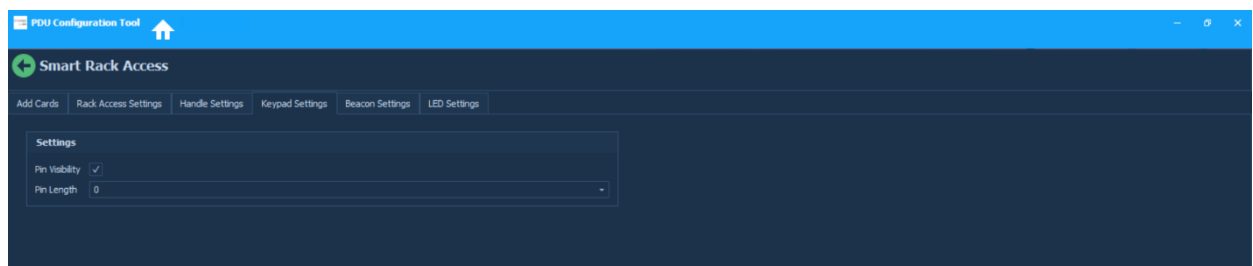 PDU Configuration Tool
Smart Rack Access
Add Cards Rack Access Settings Handle Settings Keypad Settings Beacon Settings LED Settings
Settings
Pin Visibility
Pin Length 0